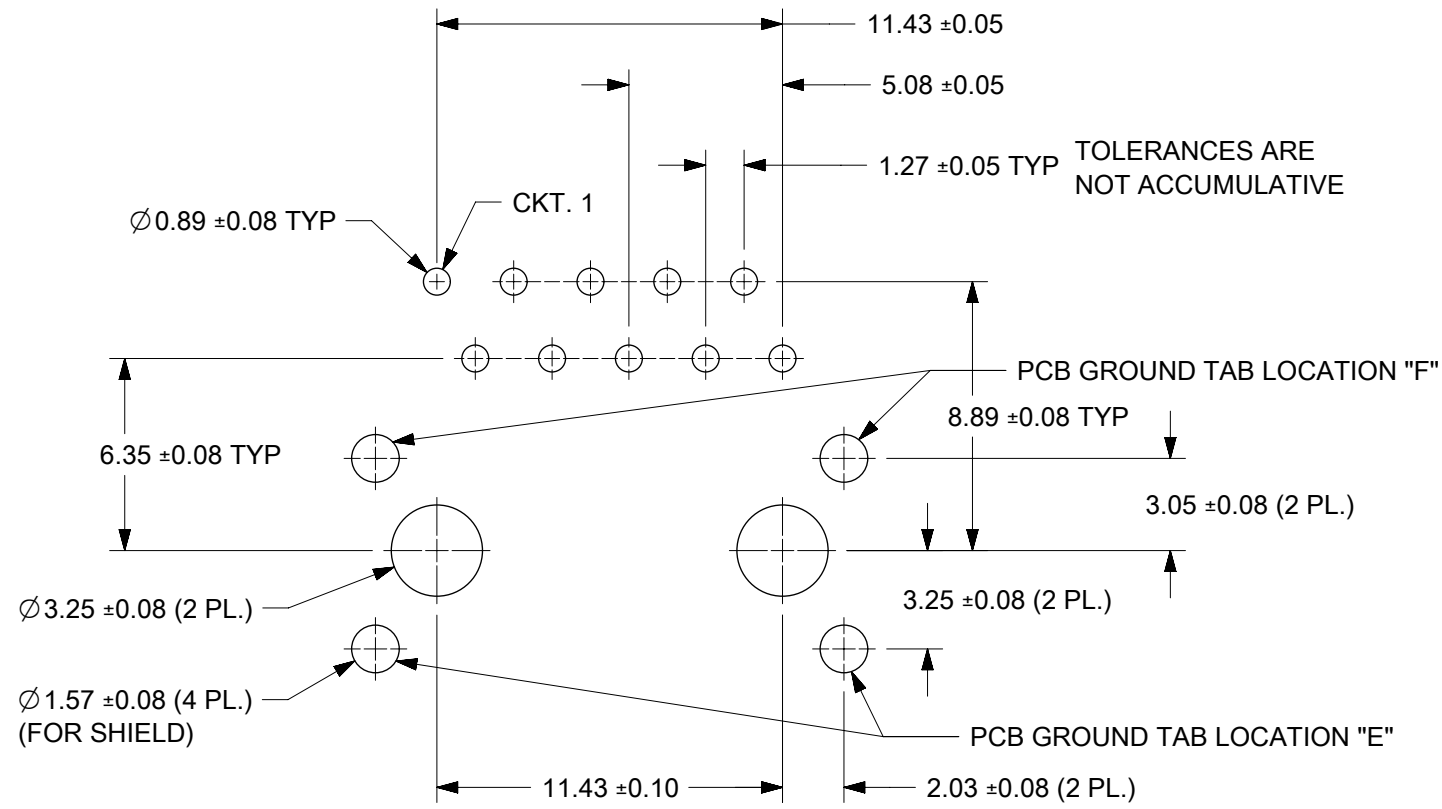 11.43 ±0.05
5.08 ±0.05
1.27 ±0.05 TYP
TOLERANCES ARE
NOT ACCUMULATIVE
CKT. 1
∅0.89 ±0.08 TYP
PCB GROUND TAB LOCATION "F"
8.89 ±0.08 TYP
6.35 ±0.08 TYP
3.05 ±0.08 (2 PL.)
∅3.25 ±0.08 (2 PL.)
3.25 ±0.08 (2 PL.)
∅1.57 ±0.08 (4 PL.)
(FOR SHIELD)
PCB GROUND TAB LOCATION "E"
11.43 ±0.10
2.03 ±0.08 (2 PL.)